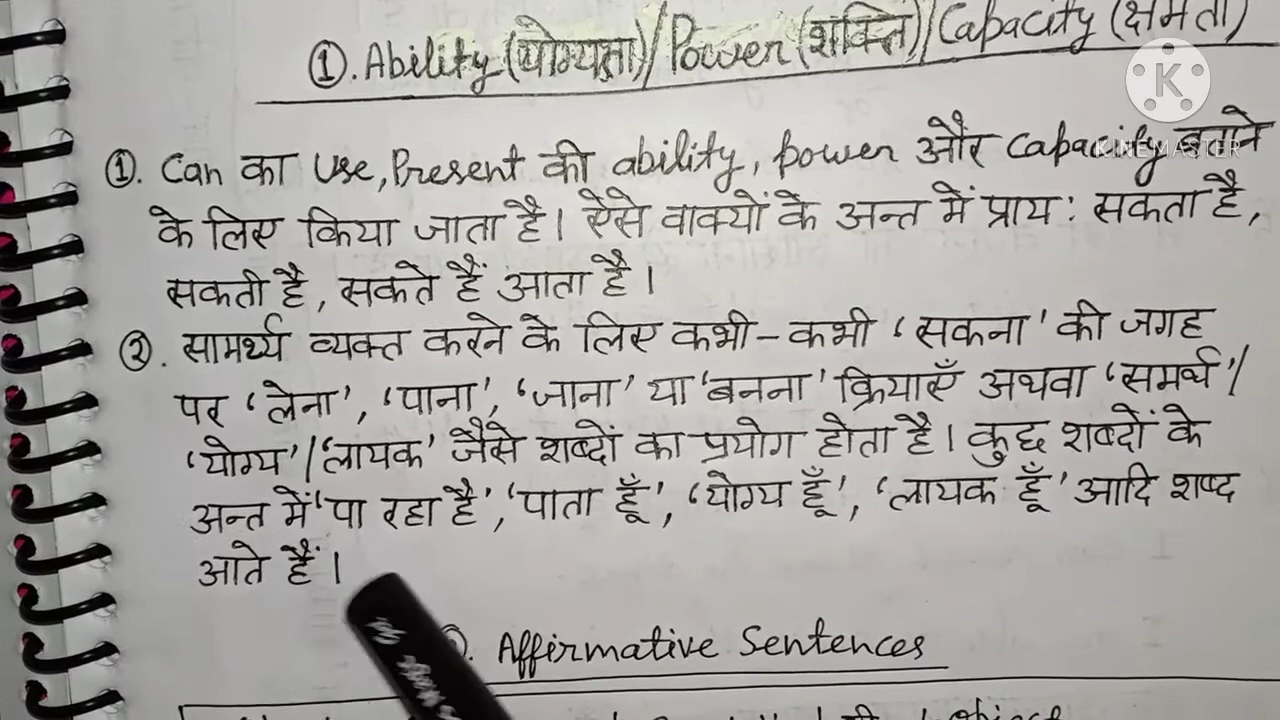 ①. Ability (योग्यता)/Power (शक्ति)/Capacity (क्षमता)
K
KINEMASTER
①. Can का Use, Present की ability, power और Capacity बताने
के लिए किया जाता है। ऐसे वाक्यों के अन्त में प्राय: सकता है,
सकती है, सकते हैं आता है।
②. सामर्थ्य व्यक्त करने के लिए कभी-कभी 'सकना' की जगह
पर 'लेना', 'पाना', 'जाना' या 'बनना' क्रियाएँ अथवा 'समर्थ'/
'योग्य'/'लायक' जैसे शब्दों का प्रयोग होता है। कुछ शब्दों के
अन्त में 'पा रहा है', 'पाता हूँ', 'योग्य हूँ', 'लायक हूँ' आदि शब्द
आते हैं।
Affirmative Sentences
object